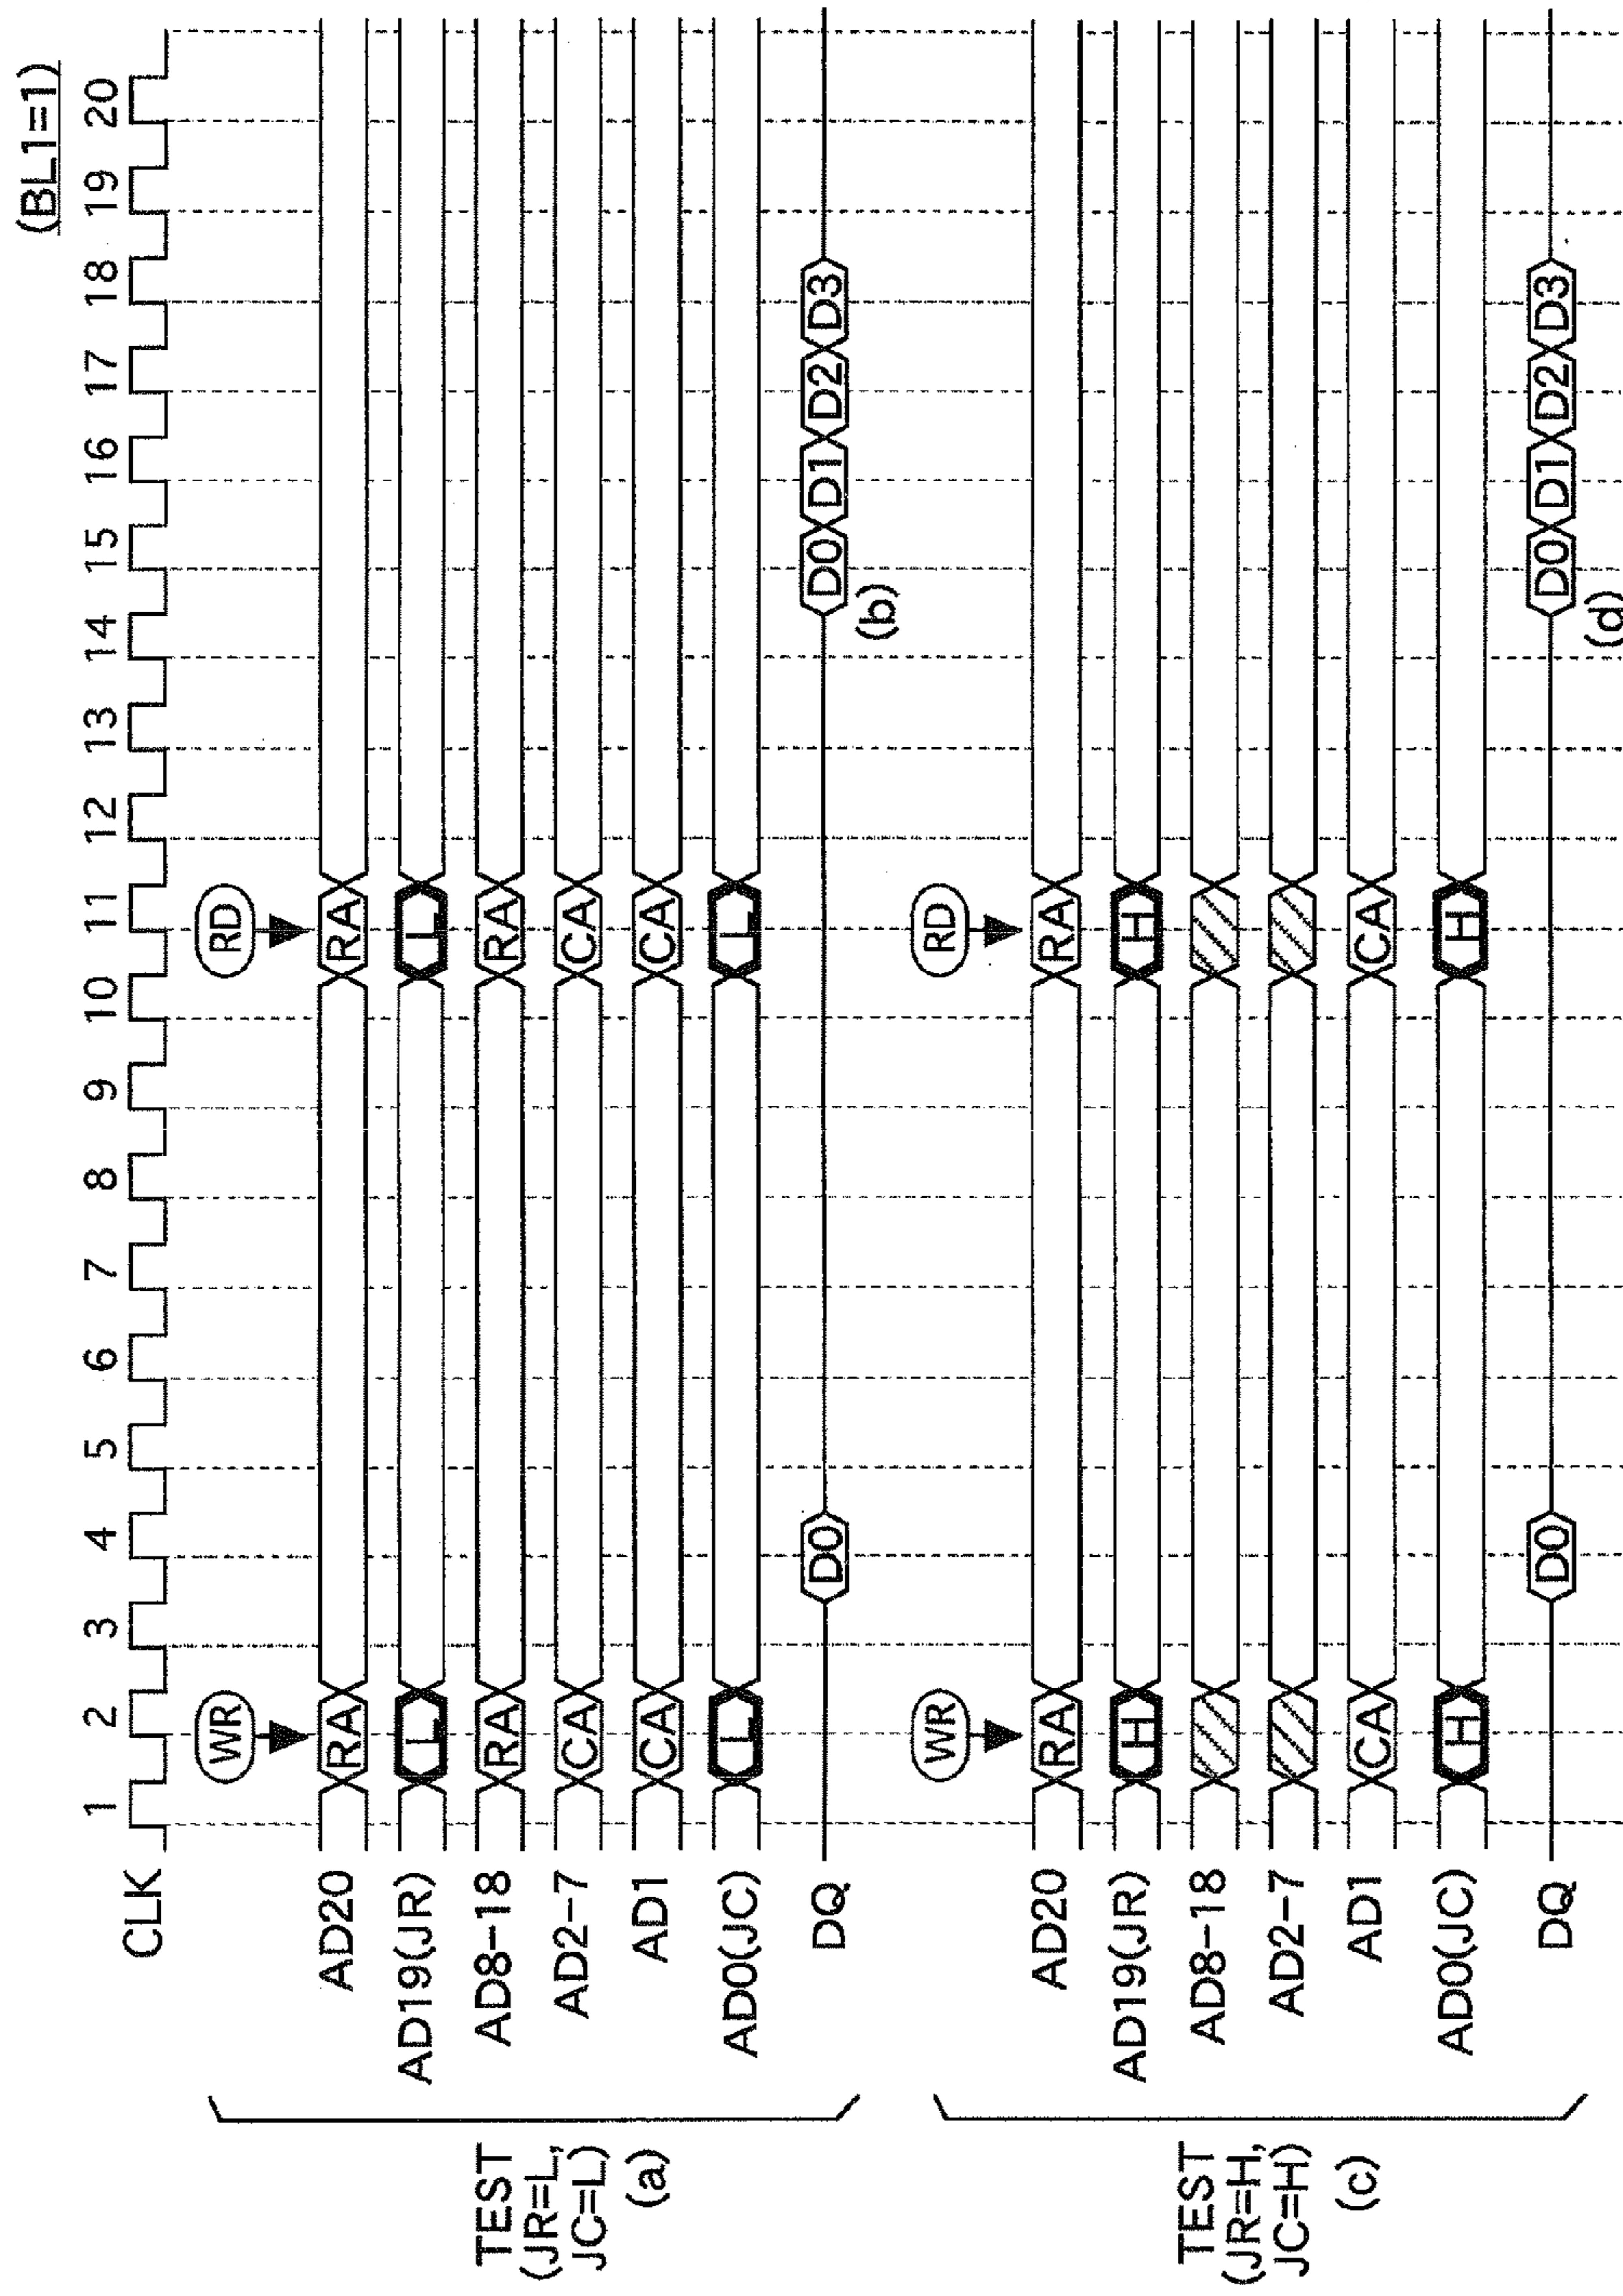 (BL1=1)
CLK 1 2 3 4 5 6 7 8 9 10 11 12 13 14 15 16 17 18 19 20
WR RD
AD20 RA RA
AD19(JR) L L
AD8-18 RA RA
AD2-7 CA CA
AD1 CA CA
AD0(JC) L L
DQ D0 D0 D1 D2 D3
(b)
TEST
(JR=L,
JC=L)
(a)
WR RD
AD20 RA RA
AD19(JR) H H
AD8-18
AD2-7
AD1 CA CA
AD0(JC) H H
DQ D0 D0 D1 D2 D3
(d)
TEST
(JR=H,
JC=H)
(c)